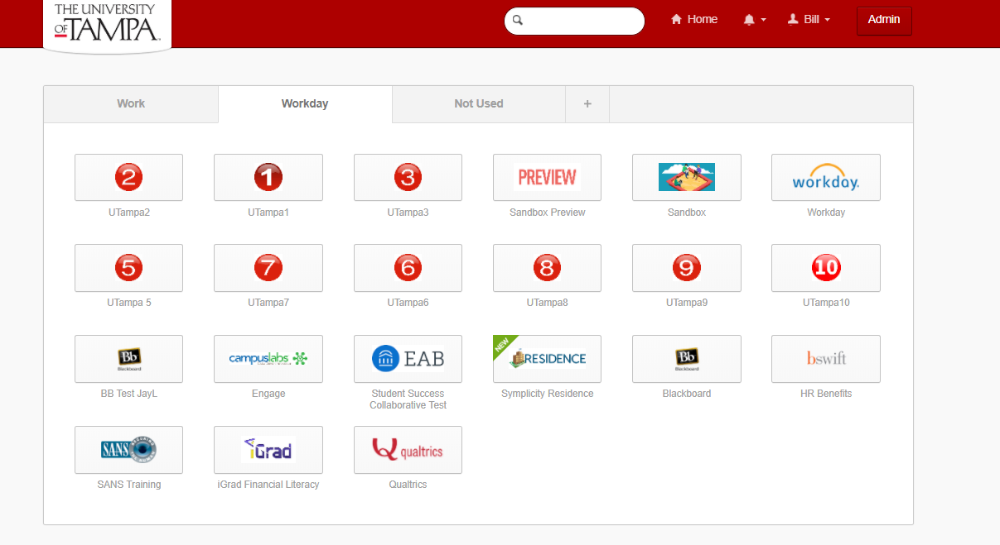 THE UNIVERSITY
OF TAMPA
Home
Bill
Admin
Work
Workday
Not Used
+
2
1
3
PREVIEW
workday.
UTampa2
UTampa1
UTampa3
Sandbox Preview
Sandbox
Workday
5
7
6
8
9
10
UTampa 5
UTampa7
UTampa6
UTampa8
UTampa9
UTampa10
Bb
Blackboard
campuslabs
EAB
NEW
RESIDENCE
Bb
Blackboard
bswift
BB Test JayL
Engage
Student Success
Collaborative Test
Symplicity Residence
Blackboard
HR Benefits
SANS
iGrad
qualtrics
SANS Training
iGrad Financial Literacy
Qualtrics